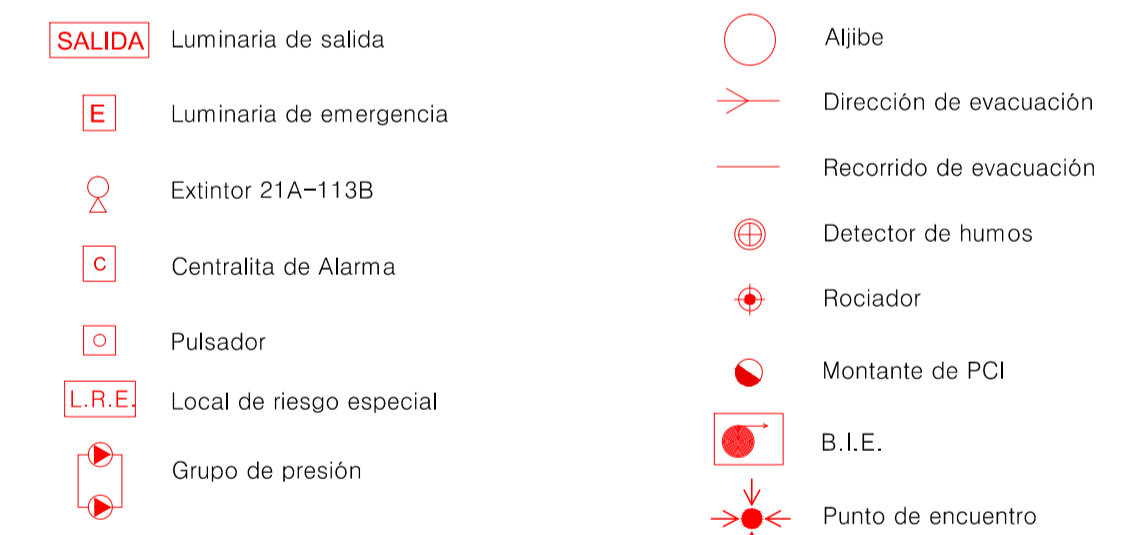 SALIDA Luminaria de salida
E Luminaria de emergencia
Extintor 21A-113B
C Centralita de Alarma
Pulsador
L.R.E. Local de riesgo especial
Grupo de presión
Aljibe
Dirección de evacuación
Recorrido de evacuación
Detector de humos
Rociador
Montante de PCI
B.I.E.
Punto de encuentro